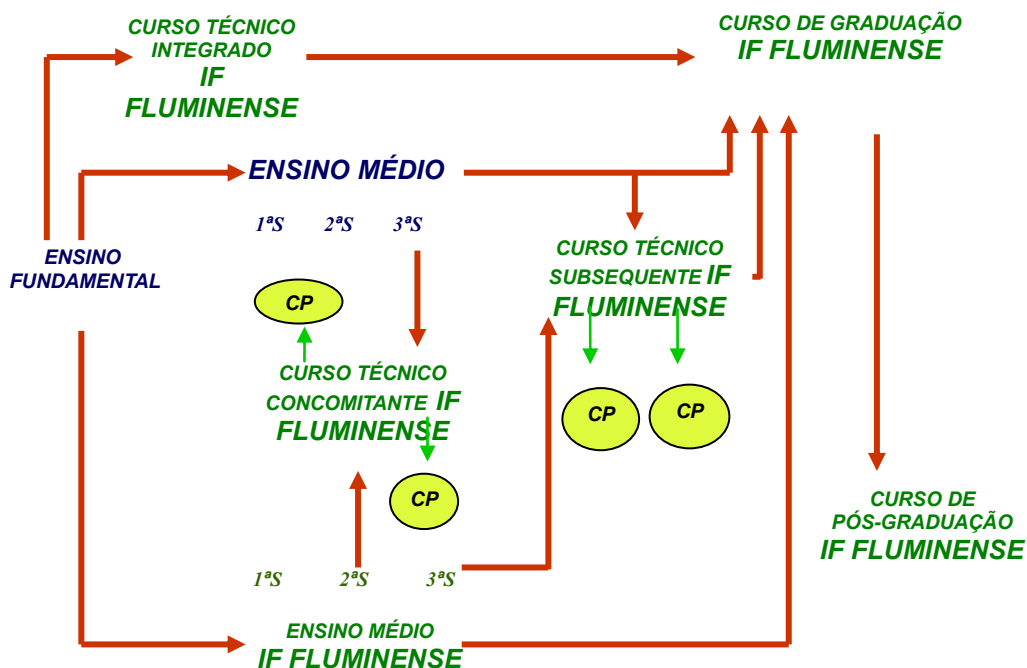 CURSO TÉCNICO
INTEGRADO
IF
FLUMINENSE
CURSO DE GRADUAÇÃO
IF FLUMINENSE
ENSINO MÉDIO
1ªS 2ªS 3ªS
ENSINO
FUNDAMENTAL
CURSO TÉCNICO
SUBSEQUENTE IF
FLUMINENSE
CP
CURSO TÉCNICO
CONCOMITANTE IF
FLUMINENSE
CP
CP
CP
CURSO DE
PÓS-GRADUAÇÃO
IF FLUMINENSE
1ªS 2ªS 3ªS
ENSINO MÉDIO
IF FLUMINENSE